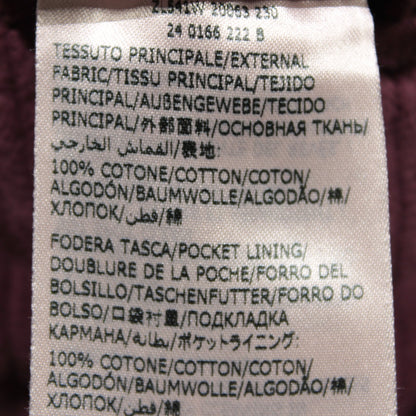 ZL541W 20063 230
24 0166 222 B
TESSUTO PRINCIPALE/EXTERNAL
FABRIC/TISSU PRINCIPAL/TEJIDO
PRINCIPAL/AUßENGEWEBE/TECIDO
PRINCIPAL/外部面料/ОСНОВНАЯ ТКАНЬ/
القماش الخارجي/表地:
100% COTONE/COTTON/COTON/
ALGODÓN/BAUMWOLLE/ALGODÃO/棉/
ХЛОПОК/قطن/綿
FODERA TASCA/POCKET LINING/
DOUBLURE DE LA POCHE/FORRO DEL
BOLSILLO/TASCHENFUTTER/FORRO DO
BOLSO/口袋衬里/ПОДКЛАДКА
КАРМАНА/بطانة/ポケットライニング:
100% COTONE/COTTON/COTON/
ALGODÓN/BAUMWOLLE/ALGODÃO/棉/
ХЛОПОК/قطن/綿